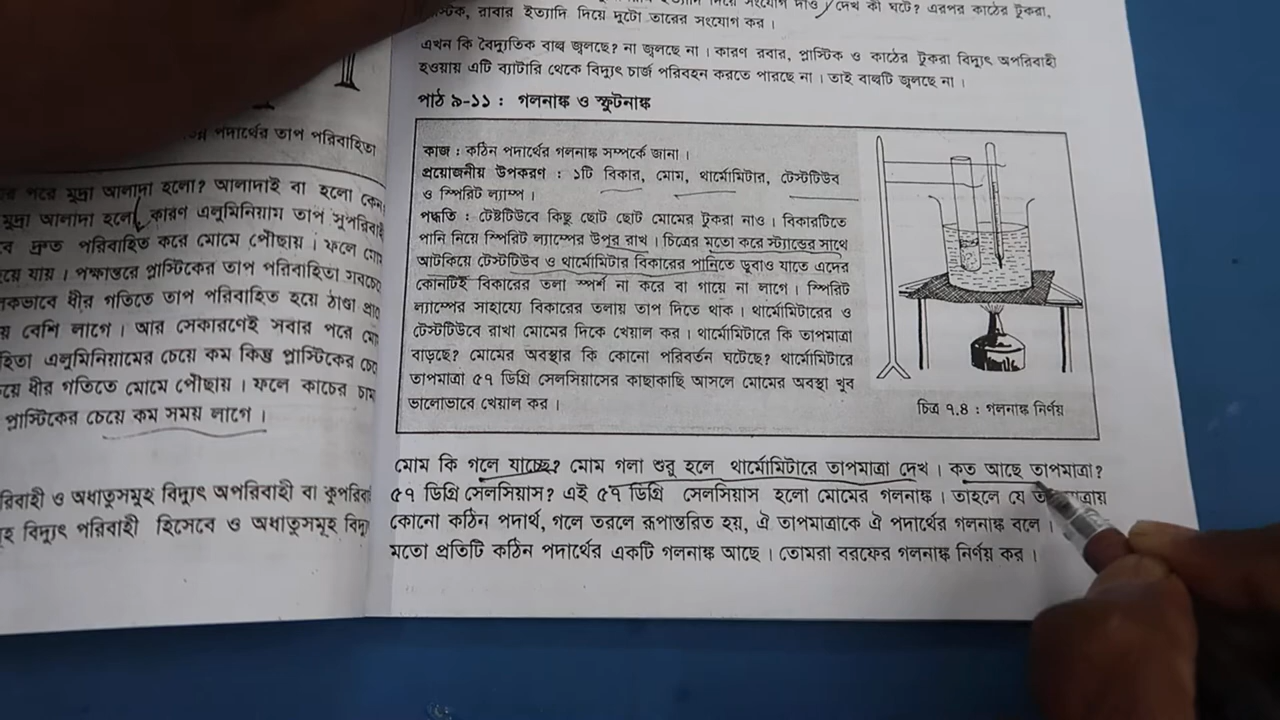 পদার্থের তাপ পরিবাহিতা
পরে মুদ্রা আলাদা হলো? আলাদাই বা হলো কেন
মুদ্রা আলাদা হলো, কারণ এলুমিনিয়াম তাপ সুপরিবাহী
দ্রুত পরিবাহিত করে মোমে পৌছায়। ফলে
যায়। পক্ষান্তরে প্লাস্টিকের তাপ পরিবাহিতা সবচেয়ে
ধীর গতিতে তাপ পরিবাহিত হয়ে ঠাণ্ডা
বেশি লাগে। আর সেকারণেই সবার পরে
এলুমিনিয়ামের চেয়ে কম কিন্তু প্লাস্টিকের
ধীর গতিতে মোমে পৌছায়। ফলে কাচের
প্লাস্টিকের চেয়ে কম সময় লাগে।
ও অধাতুসমূহ বিদ্যুৎ অপরিবাহী বা
বিদ্যুৎ পরিবাহী হিসেবে ও অধাতুসমূহ
দেখ কী ঘটে? এরপর কাঠের টুকরা,
রাবার ইত্যাদি দিয়ে দুটো তারের সংযোগ কর।
এখন কি বৈদ্যুতিক বাল্ব জ্বলছে? না জ্বলছে না। কারণ রবার, প্লাস্টিক ও কাঠের টুকরা বিদ্যুৎ অপরিবাহী
হওয়ায় এটি ব্যাটারি থেকে বিদ্যুৎ চার্জ পরিবহন করতে পারছে না। তাই বাল্বটি জ্বলছে না।
পাঠ ৯-১১ : গলনাঙ্ক ও স্ফুটনাঙ্ক
কাজ : কঠিন পদার্থের গলনাঙ্ক সম্পর্কে জানা।
প্রয়োজনীয় উপকরণ : ১টি বিকার, মোম, থার্মোমিটার, টেস্টটিউব
ও স্পিরিট ল্যাম্প।
পদ্ধতি : টেষ্টটিউবে কিছু ছোট ছোট মোমের টুকরা নাও। বিকারটিতে
পানি নিয়ে স্পিরিট ল্যাম্পের উপর রাখ। চিত্রের মতো করে স্ট্যান্ডের সাথে
আটকিয়ে টেস্টটিউব ও থার্মোমিটার বিকারের পানিতে ডুবাও যাতে এদের
কোনটিই বিকারের তলা স্পর্শ না করে বা গায়ে না লাগে। স্পিরিট
ল্যাম্পের সাহায্যে বিকারের তলায় তাপ দিতে থাক। থার্মোমিটারের ও
টেস্টটিউবে রাখা মোমের দিকে খেয়াল কর। থার্মোমিটারে কি তাপমাত্রা
বাড়ছে? মোমের অবস্থার কি কোনো পরিবর্তন ঘটেছে? থার্মোমিটারে
তাপমাত্রা ৫৭ ডিগ্রি সেলসিয়াসের কাছাকাছি আসলে মোমের অবস্থা খুব
ভালোভাবে খেয়াল কর।
চিত্র ৭.৪ : গলনাঙ্ক নির্ণয়
মোম কি গলে যাচ্ছে? মোম গলা শুরু হলে থার্মোমিটারে তাপমাত্রা দেখ। কত আছে তাপমাত্রা?
৫৭ ডিগ্রি সেলসিয়াস? এই ৫৭ ডিগ্রি সেলসিয়াস হলো মোমের গলনাঙ্ক। তাহলে যে
কোনো কঠিন পদার্থ, গলে তরলে রূপান্তরিত হয়, ঐ তাপমাত্রাকে ঐ পদার্থের গলনাঙ্ক বলে।
মতো প্রতিটি কঠিন পদার্থের একটি গলনাঙ্ক আছে। তোমরা বরফের গলনাঙ্ক নির্ণয় কর।